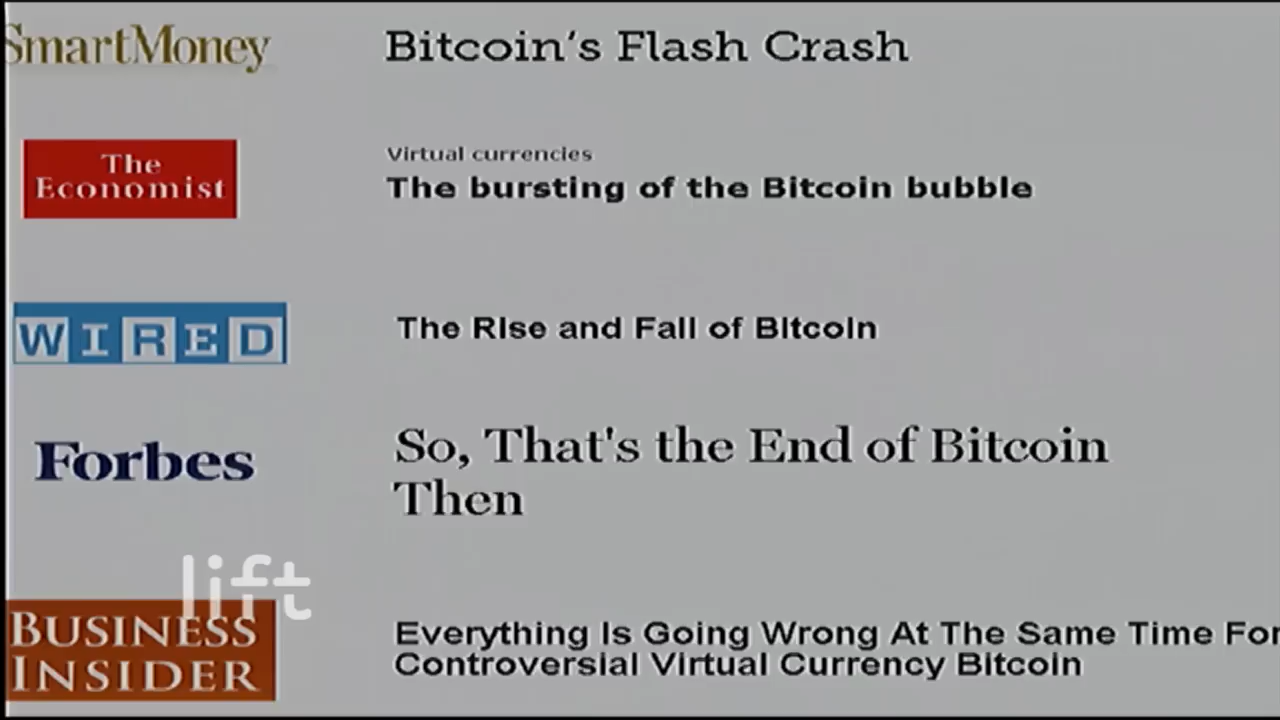 SmartMoney
Bitcoin's Flash Crash
The
Economist
Virtual currencies
The bursting of the Bitcoin bubble
WIRED
The Rise and Fall of Bitcoin
Forbes
So, That's the End of Bitcoin
Then
lift
BUSINESS
INSIDER
Everything Is Going Wrong At The Same Time For
Controversial Virtual Currency Bitcoin